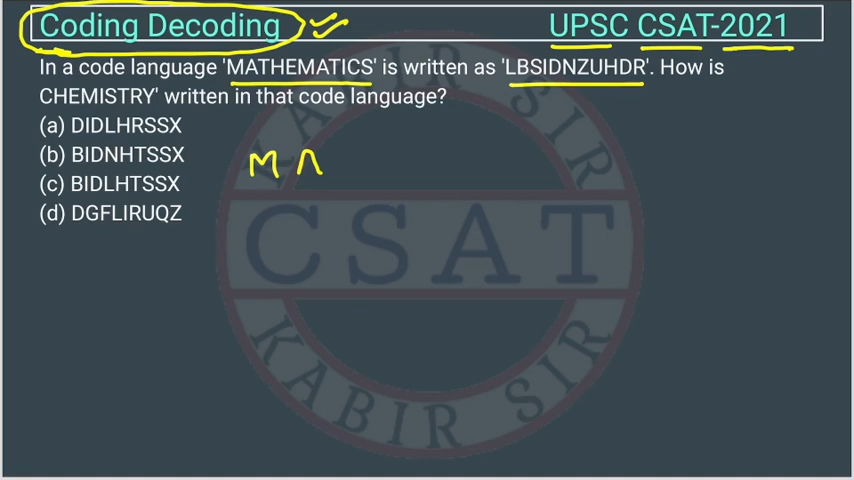 Coding Decoding UPSC CSAT-2021
In a code language 'MATHEMATICS' is written as 'LBSIDNZUHDR'. How is
CHEMISTRY' written in that code language?
(a) DIDLHRSSX
(b) BIDNHTSSX
(c) BIDLHTSSX
(d) DGFLIRUQZ
M A
KABIR SIR
CSAT
KABIR SIR